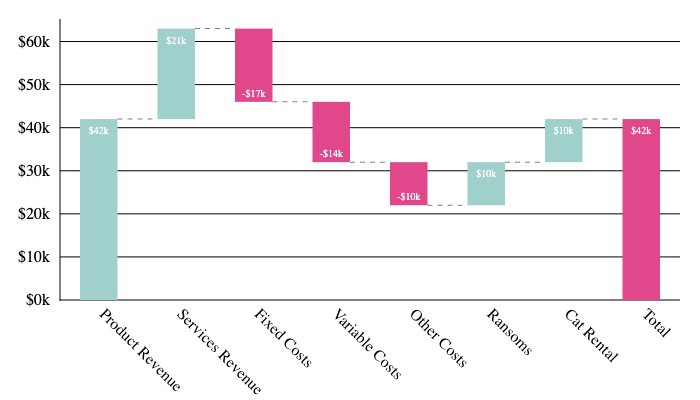 $60k
$50k
$40k
$30k
$20k
$10k
$0k
$42k
$21k
-$17k
-$14k
-$10k
$10k
$10k
$42k
Product Revenue
Services Revenue
Fixed Costs
Variable Costs
Other Costs
Ransoms
Cat Rental
Total